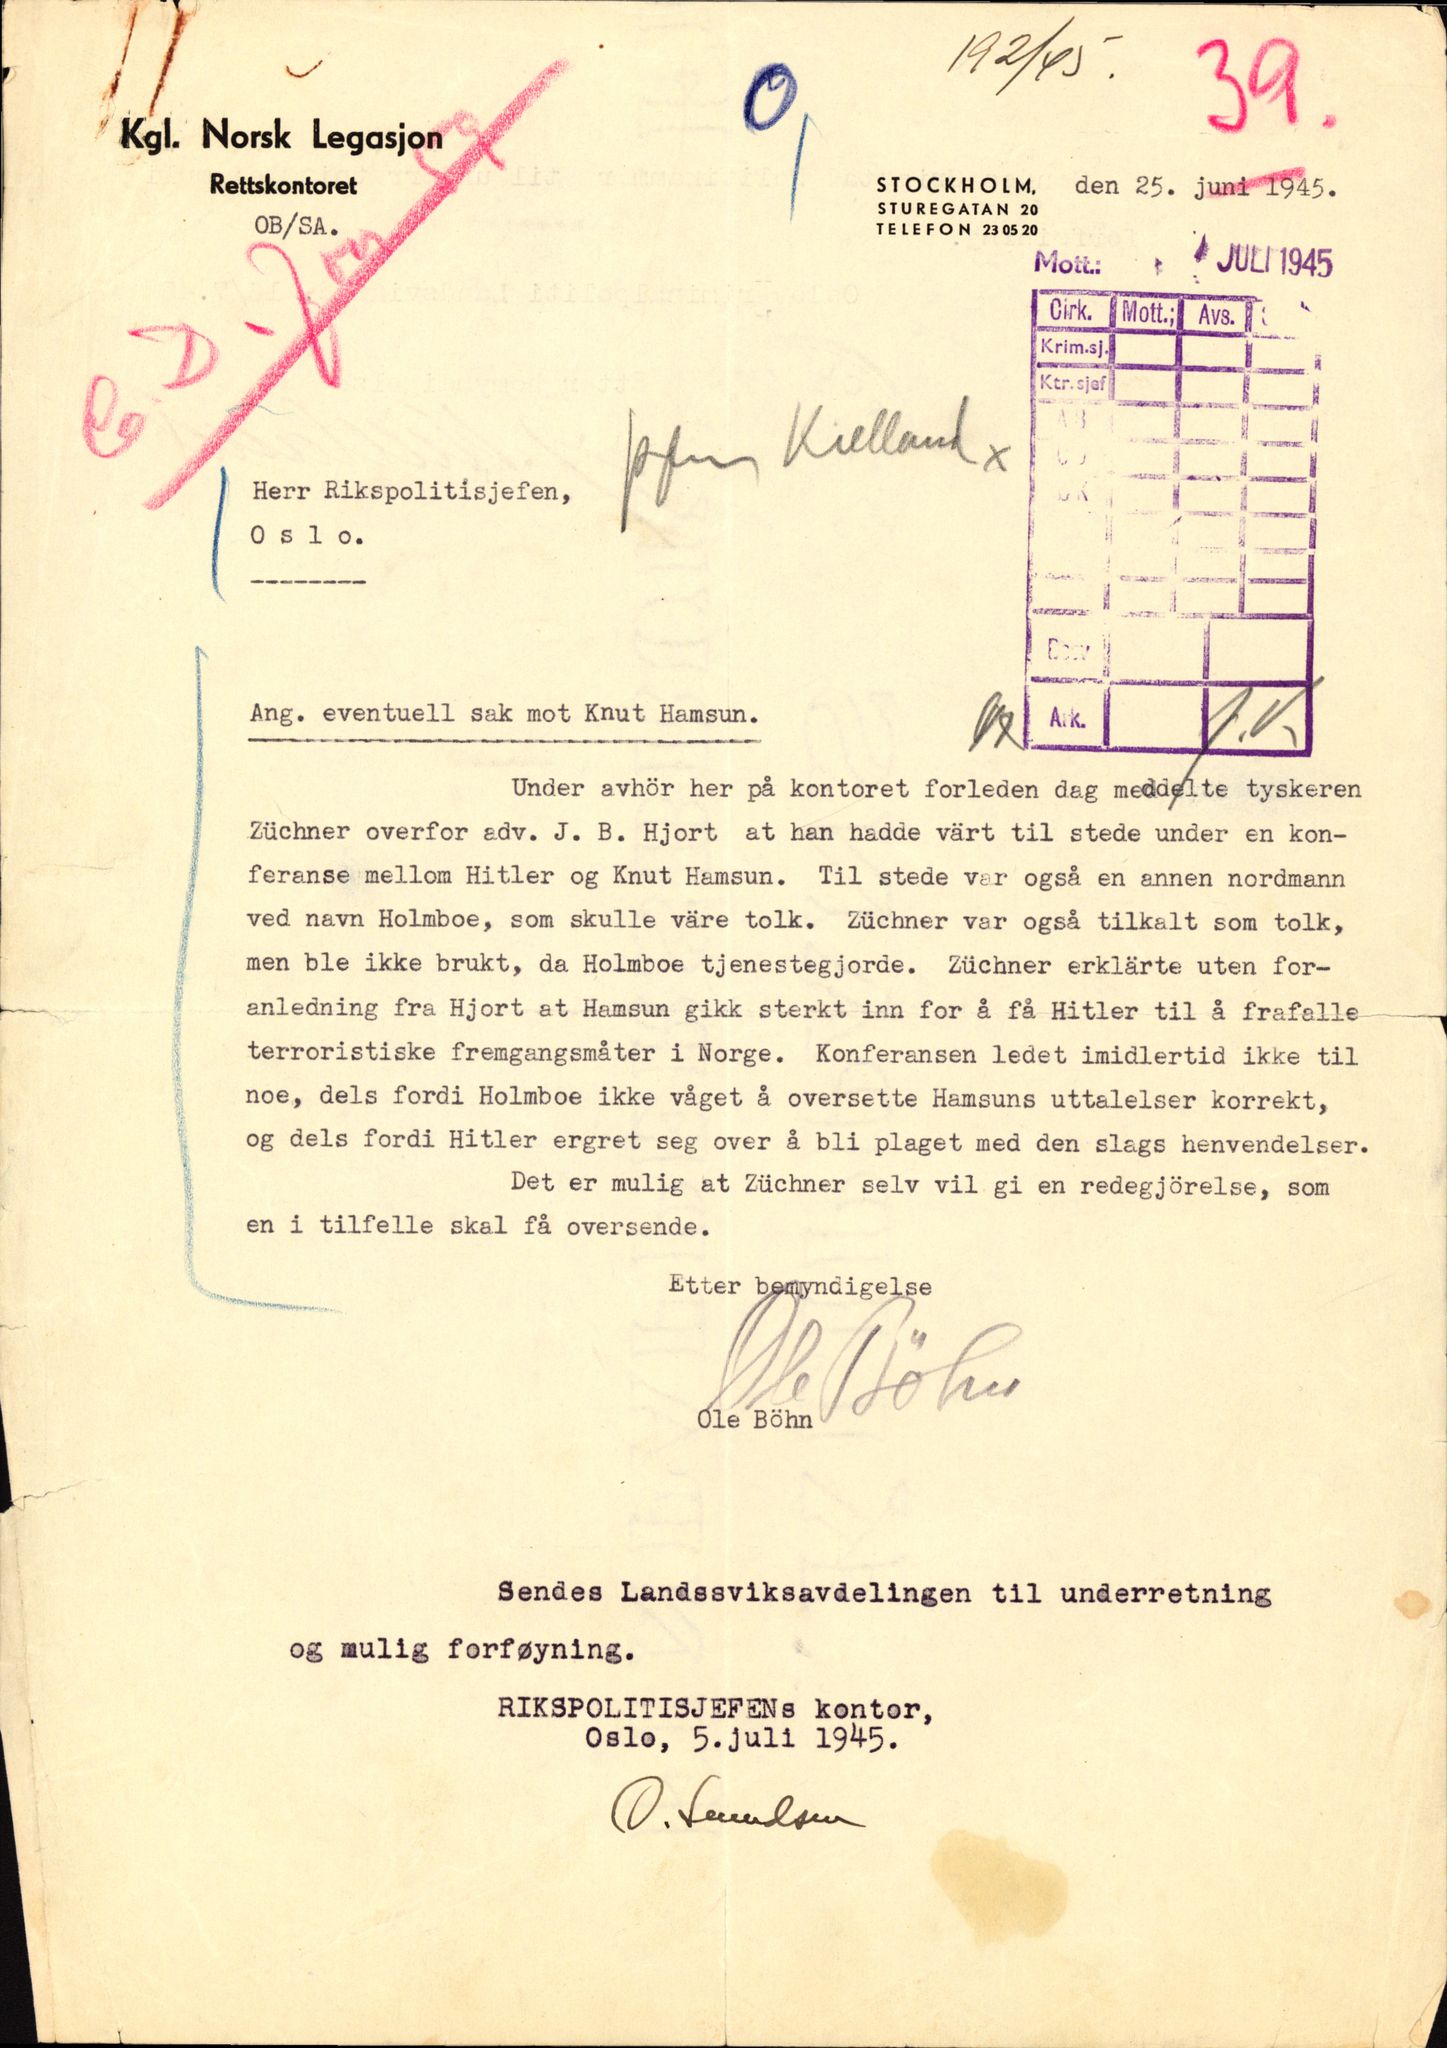 192/45.
39.
Kgl. Norsk Legasjon
Rettskontoret
OB/SA.
STOCKHOLM, den 25. juni 1945.
STUREGATAN 20
TELEFON 23 05 20
Mott.: JULI 1945
Cirk. Mott.; Avs.
Krim.sj.
Ktr.sjef
Ark.
Kielland x
Herr Rikspolitisjefen,
O s l o.
Ang. eventuell sak mot Knut Hamsun.
Under avhör her på kontoret forleden dag meddelte tyskeren
Züchner overfor adv. J. B. Hjort at han hadde värt til stede under en kon-
feranse mellom Hitler og Knut Hamsun. Til stede var også en annen nordmann
ved navn Holmboe, som skulle väre tolk. Züchner var også tilkalt som tolk,
men ble ikke brukt, da Holmboe tjenestegjorde. Züchner erklärte uten for-
anledning fra Hjort at Hamsun gikk sterkt inn for å få Hitler til å frafalle
terroristiske fremgangsmåter i Norge. Konferansen ledet imidlertid ikke til
noe, dels fordi Holmboe ikke våget å oversette Hamsuns uttalelser korrekt,
og dels fordi Hitler ergret seg over å bli plaget med den slags henvendelser.
Det er mulig at Züchner selv vil gi en redegjörelse, som
en i tilfelle skal få oversende.
Etter bemyndigelse
Ole Böhn
Ole Böhn
Sendes Landssviksavdelingen til underretning
og mulig forføyning.
RIKSPOLITISJEFENs kontor,
Oslo, 5.juli 1945.